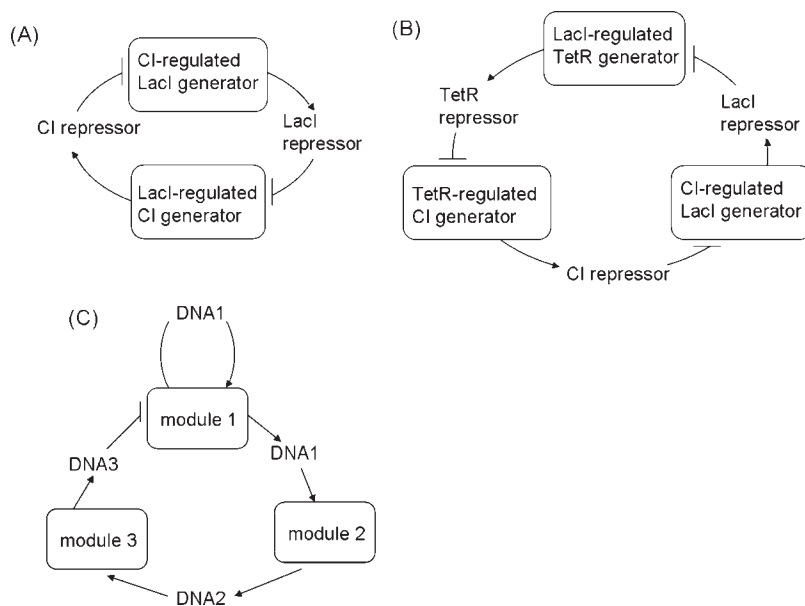 (A)
CI-regulated
LacI generator
CI repressor
LacI
repressor
LacI-regulated
CI generator
(B)
LacI-regulated
TetR generator
TetR
repressor
LacI
repressor
TetR-regulated
CI generator
CI-regulated
LacI generator
CI repressor
(C)
DNA1
module 1
DNA3
DNA1
module 3
module 2
DNA2